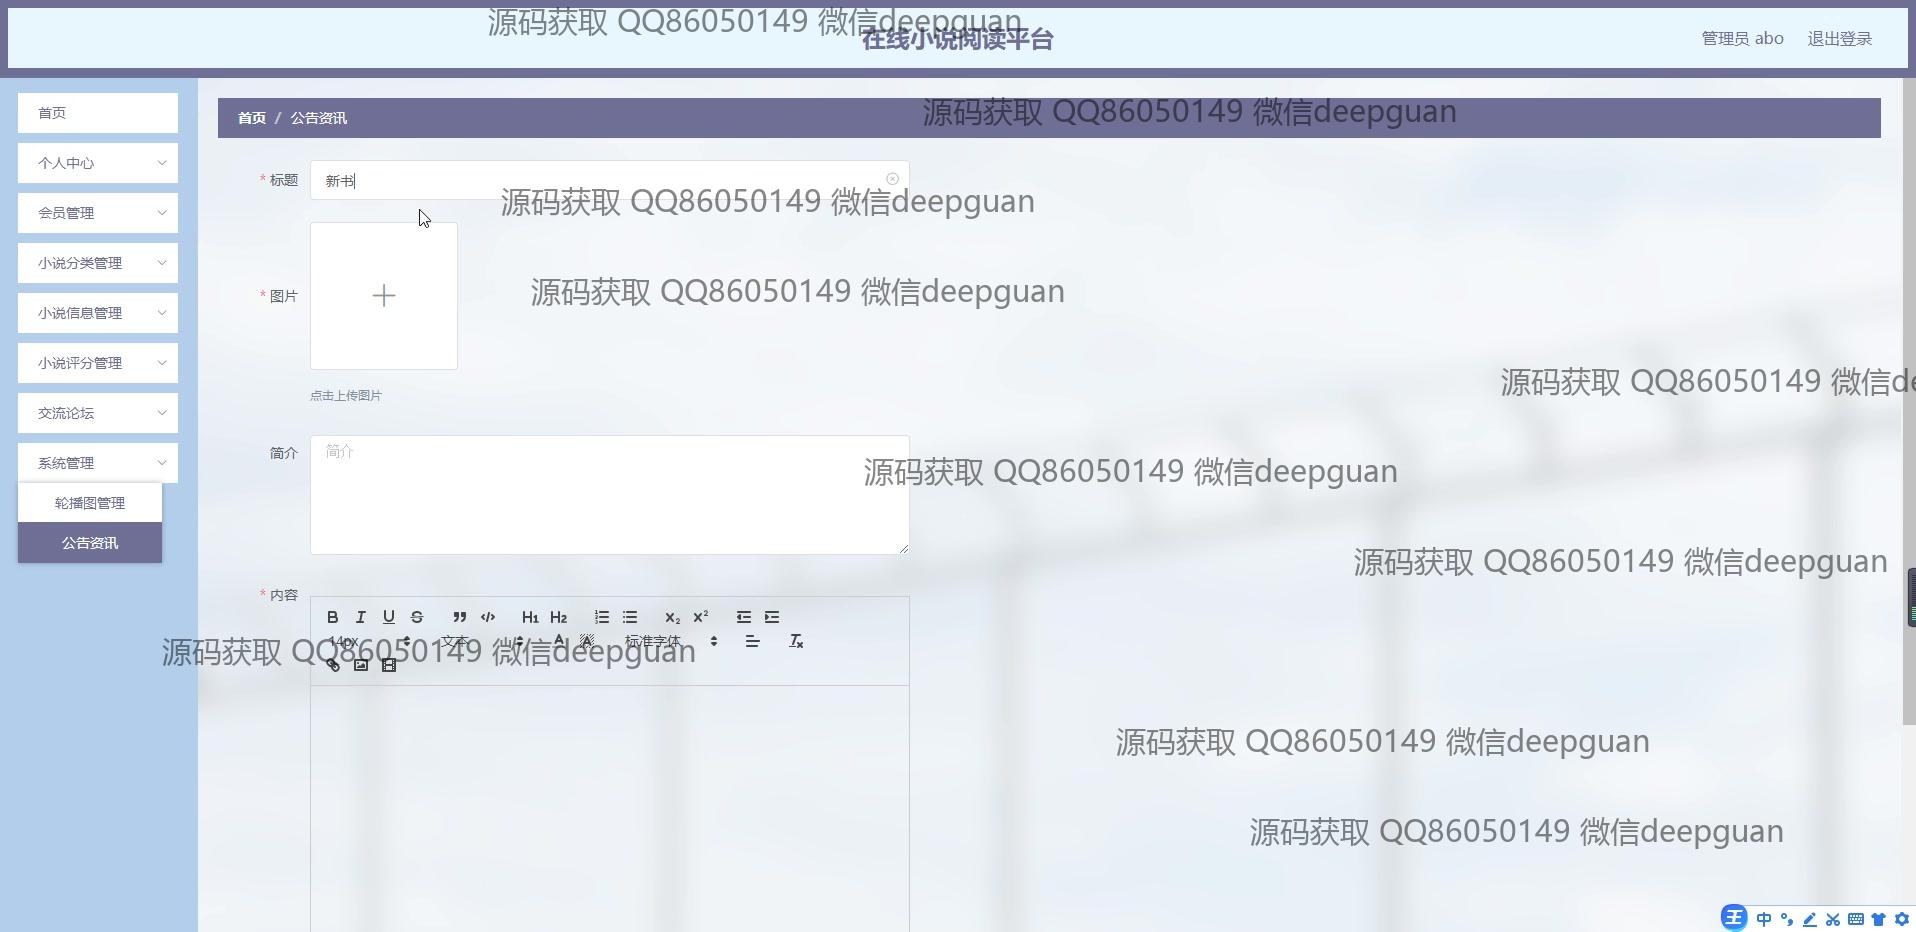 源码获取 QQ86050149 微信deepguan
在线小说阅读平台
管理员 abo
退出登录
首页
个人中心
会员管理
小说分类管理
小说信息管理
小说评分管理
交流论坛
系统管理
轮播图管理
公告资讯
首页 / 公告资讯
源码获取 QQ86050149 微信deepguan
* 标题
新书
源码获取 QQ86050149 微信deepguan
* 图片
源码获取 QQ86050149 微信deepguan
点击上传图片
源码获取 QQ86050149 微信de
简介
简介
源码获取 QQ86050149 微信deepguan
源码获取 QQ86050149 微信deepguan
* 内容
B I U S H1 H2 X2 X2
14px 文本 A A 标准字体 Tx
源码获取 QQ86050149 微信deepguan
源码获取 QQ86050149 微信deepguan
源码获取 QQ86050149 微信deepguan
王 中